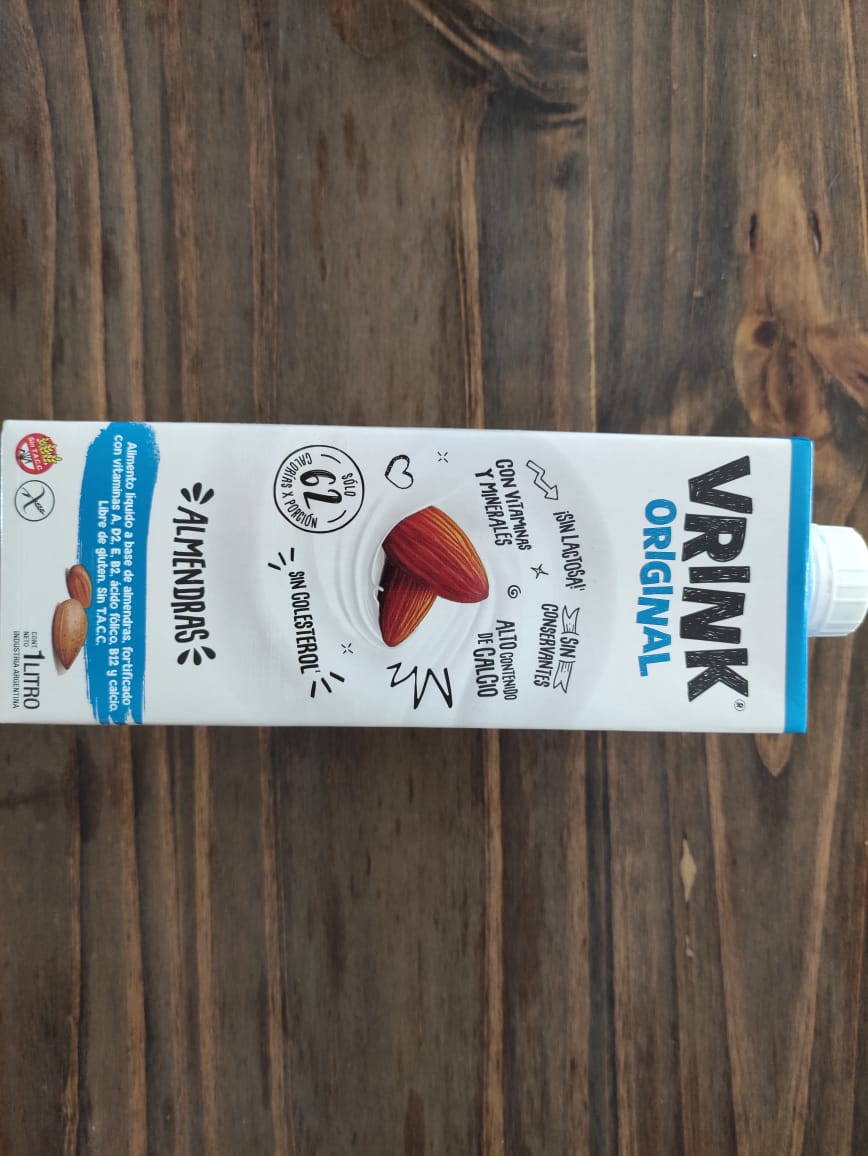 VRINK®
ORIGINAL
¡SIN LACTOSA!¹
SIN
CONSERVANTES
CON VITAMINAS
Y MINERALES
ALTO CONTENIDO
DE CALCIO
SÓLO
62
CALORÍAS X PORCIÓN
SIN COLESTEROL¹
ALMENDRAS
Alimento líquido a base de almendras, fortificado
con vitaminas A, D2, E, B2, ácido fólico, B12 y calcio.
Libre de gluten. Sin T.A.C.C.
Sin T.A.C.C.
CONT.
NETO 1 LITRO
INDUSTRIA ARGENTINA